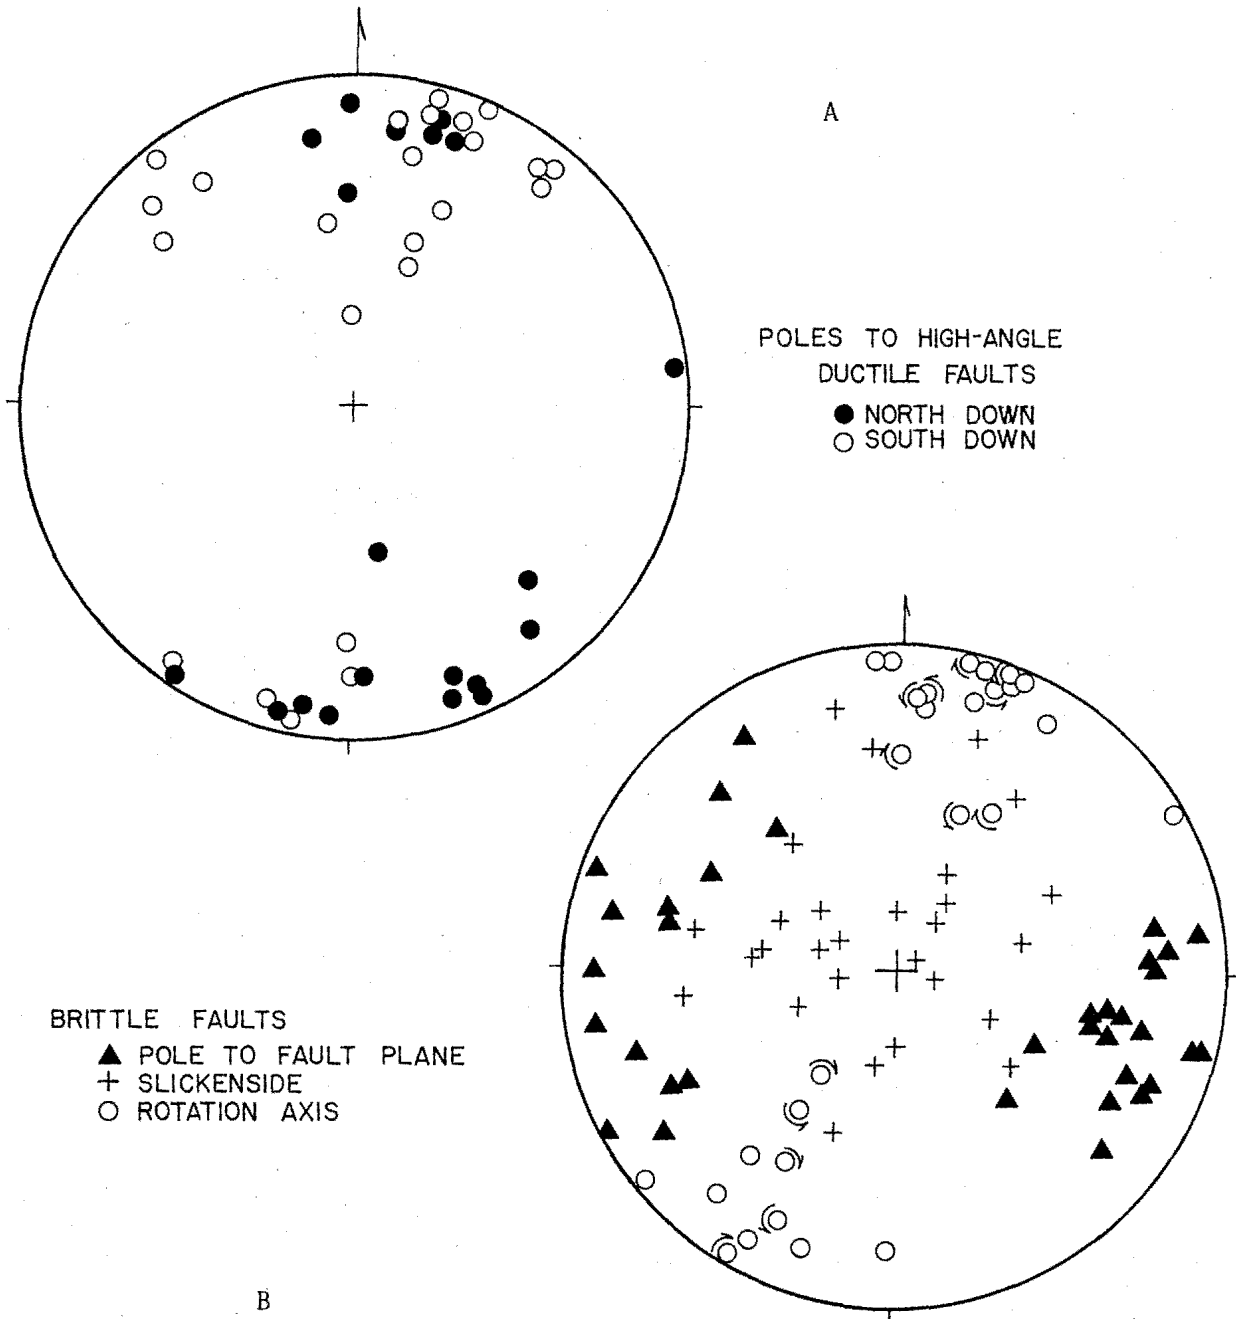 A
POLES TO HIGH-ANGLE
DUCTILE FAULTS
NORTH DOWN
SOUTH DOWN
BRITTLE FAULTS
POLE TO FAULT PLANE
SLICKENSIDE
ROTATION AXIS
B